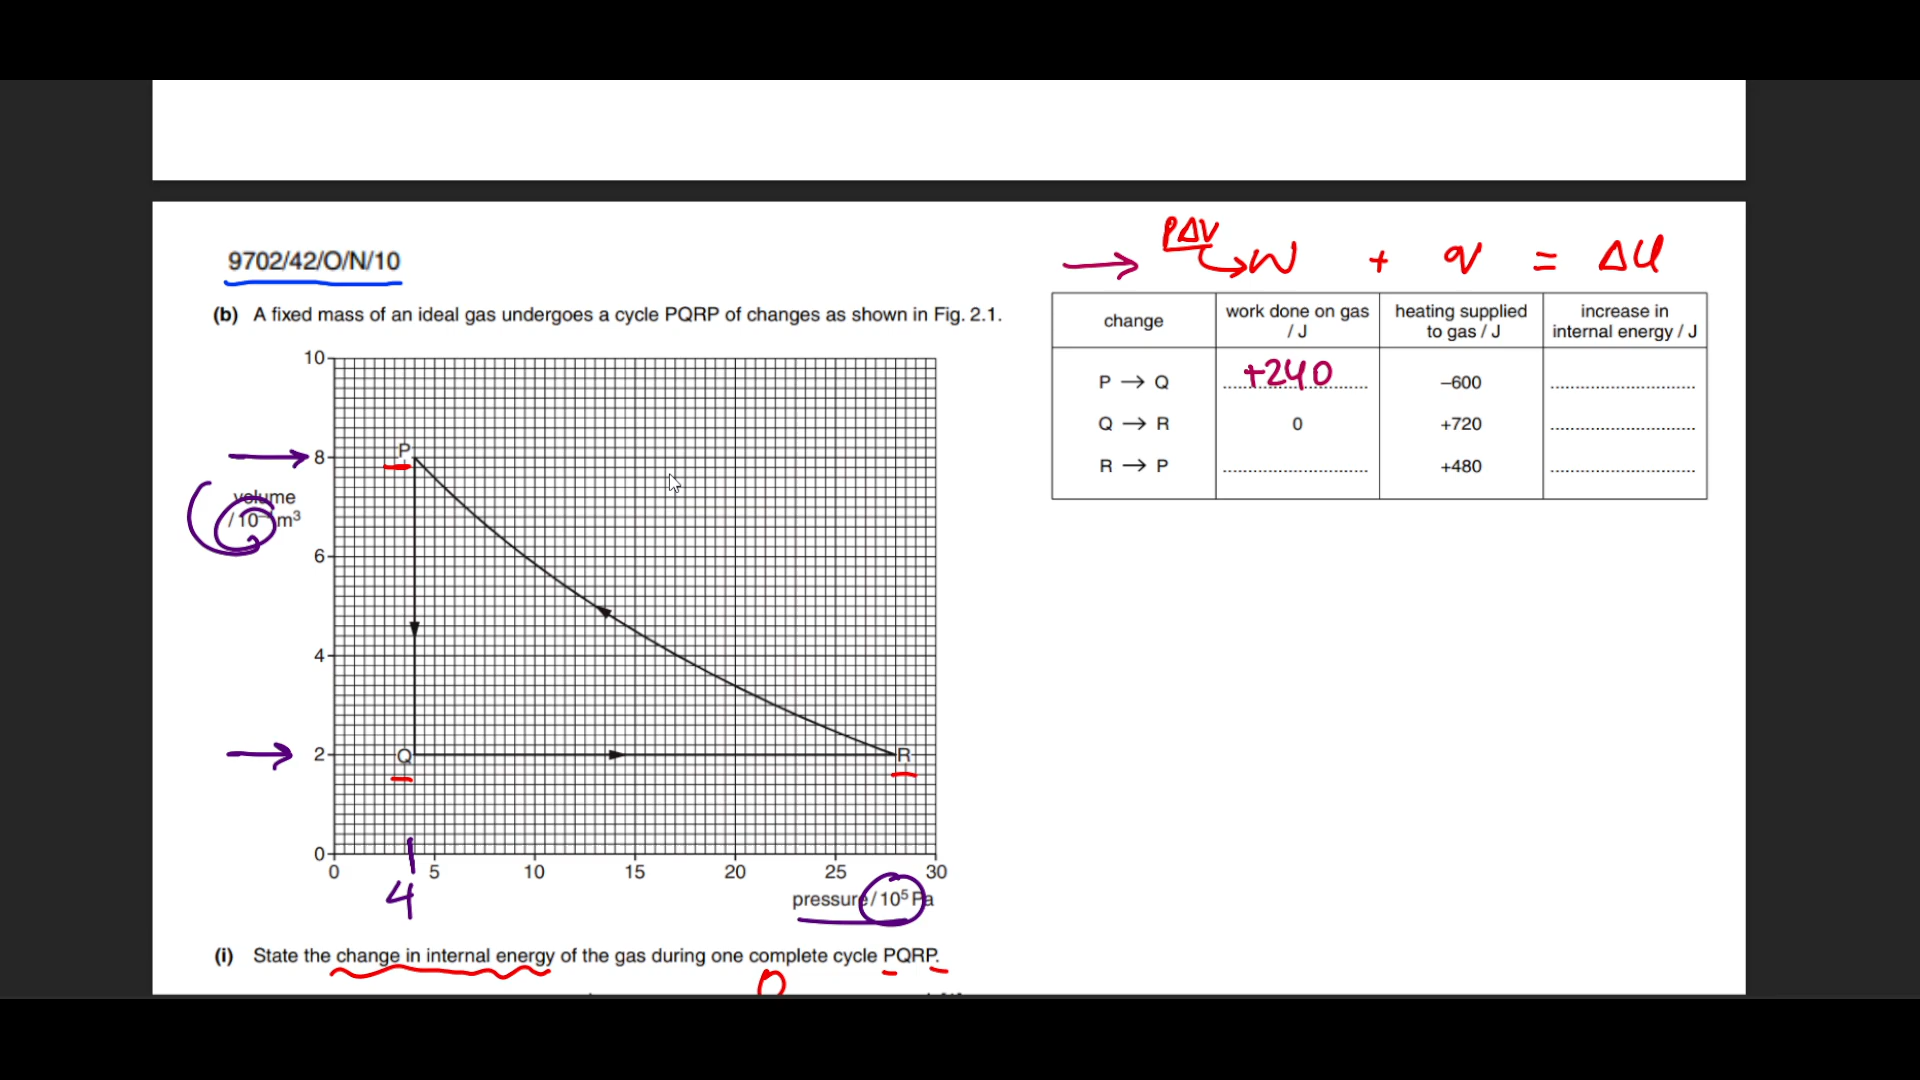 9702/42/O/N/10
(b) A fixed mass of an ideal gas undergoes a cycle PQRP of changes as shown in Fig. 2.1.
10
8
6
4
2
0
volume
/ 10 m³
P
Q
R
0 5 10 15 20 25 30
4
pressure / 10⁵ Pa
(i) State the change in internal energy of the gas during one complete cycle PQRP.
0
PΔV
W + q = ΔU
change work done on gas / J heating supplied to gas / J increase in internal energy / J
P → Q +240 –600
Q → R 0 +720
R → P +480